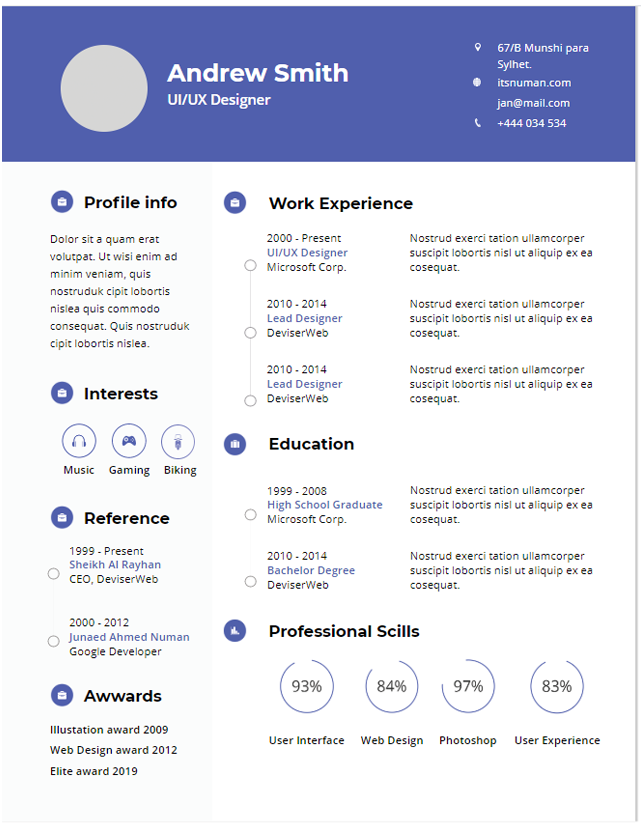 Andrew Smith
UI/UX Designer
67/B Munshi para
Sylhet.
itsnuman.com
jan@mail.com
+444 034 534
Profile info
Dolor sit a quam erat
volutpat. Ut wisi enim ad
minim veniam, quis
nostruduk cipit lobortis
nislea quis commodo
consequat. Quis nostruduk
cipit lobortis nislea.
Interests
Music Gaming Biking
Reference
1999 - Present
Sheikh Al Rayhan
CEO, DeviserWeb
2000 - 2012
Junaed Ahmed Numan
Google Developer
Awwards
Illustation award 2009
Web Design award 2012
Elite award 2019
Work Experience
2000 - Present
UI/UX Designer
Microsoft Corp.
Nostrud exerci tation ullamcorper
suscipit lobortis nisl ut aliquip ex ea
cosequat.
2010 - 2014
Lead Designer
DeviserWeb
Nostrud exerci tation ullamcorper
suscipit lobortis nisl ut aliquip ex ea
cosequat.
2010 - 2014
Lead Designer
DeviserWeb
Nostrud exerci tation ullamcorper
suscipit lobortis nisl ut aliquip ex ea
cosequat.
Education
1999 - 2008
High School Graduate
Microsoft Corp.
Nostrud exerci tation ullamcorper
suscipit lobortis nisl ut aliquip ex ea
cosequat.
2010 - 2014
Bachelor Degree
DeviserWeb
Nostrud exerci tation ullamcorper
suscipit lobortis nisl ut aliquip ex ea
cosequat.
Professional Scills
93% 84% 97% 83%
User Interface Web Design Photoshop User Experience